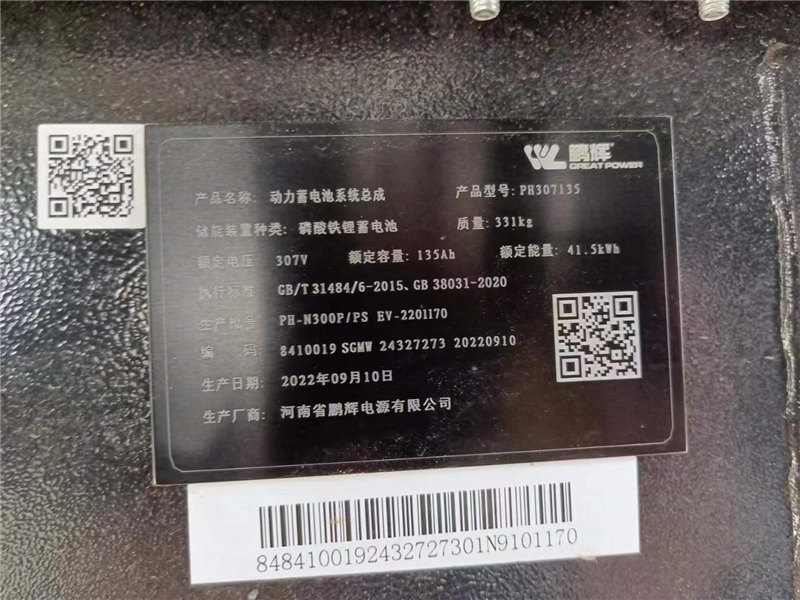 鹏辉
GREAT POWER
产品名称: 动力蓄电池系统总成 产品型号: PH307135
储能装置种类: 磷酸铁锂蓄电池 质量: 331kg
额定电压: 307V 额定容量: 135Ah 额定能量: 41.5kWh
执行标准: GB/T 31484/6-2015、GB 38031-2020
生产批号: PH-N300P/PS EV-2201170
编 码: 8410019 SGMW 24327273 20220910
生产日期: 2022年09月10日
生产厂商: 河南省鹏辉电源有限公司
848410019243272730​1N9101170